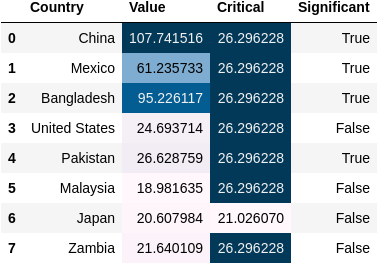 Country Value Critical Significant
0 China 107.741516 26.296228 True
1 Mexico 61.235733 26.296228 True
2 Bangladesh 95.226117 26.296228 True
3 United States 24.693714 26.296228 False
4 Pakistan 26.628759 26.296228 True
5 Malaysia 18.981635 26.296228 False
6 Japan 20.607984 21.026070 False
7 Zambia 21.640109 26.296228 False